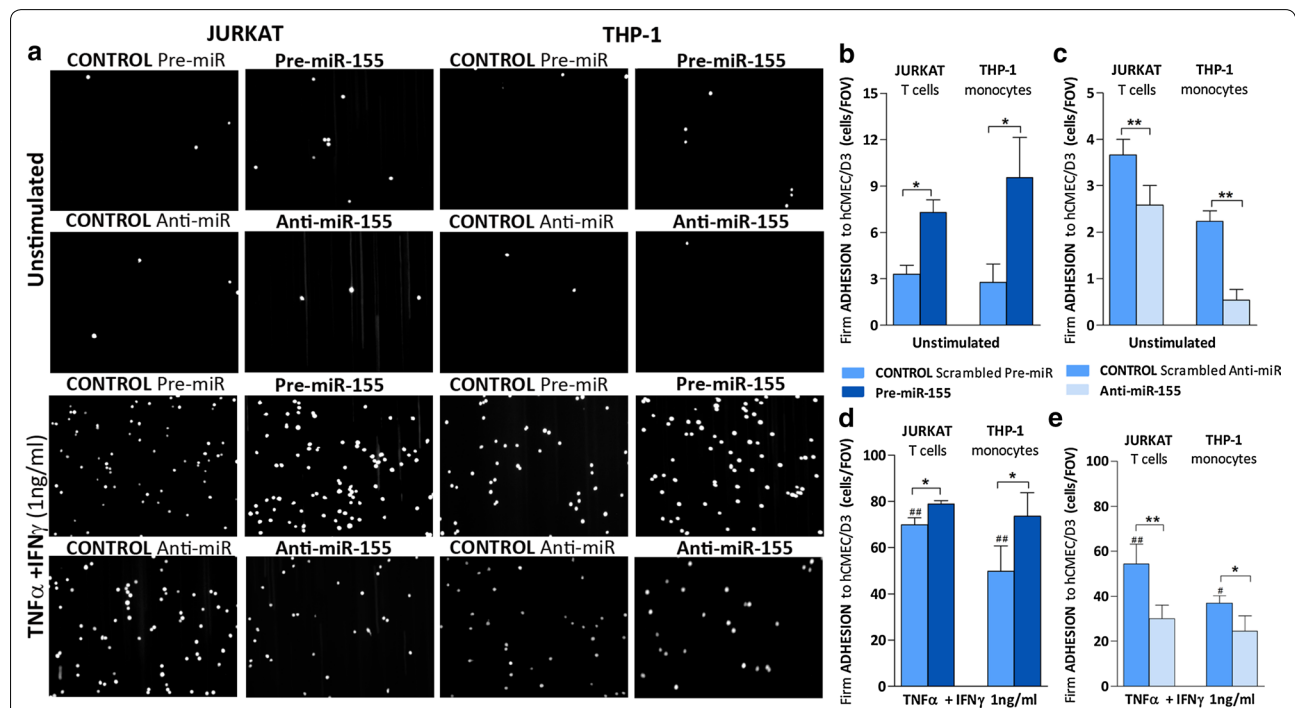 a
JURKAT
THP-1
CONTROL Pre-miR
Pre-miR-155
CONTROL Pre-miR
Pre-miR-155
Unstimulated
CONTROL Anti-miR
Anti-miR-155
CONTROL Anti-miR
Anti-miR-155
TNFα +IFNγ (1ng/ml)
CONTROL Pre-miR
Pre-miR-155
CONTROL Pre-miR
Pre-miR-155
CONTROL Anti-miR
Anti-miR-155
CONTROL Anti-miR
Anti-miR-155
b
JURKAT
T cells
THP-1
monocytes
Firm ADHESION to hCMEC/D3 (cells/FOV)
15
12
9
6
3
0
*
*
Unstimulated
CONTROL Scrambled Pre-miR
Pre-miR-155
c
JURKAT
T cells
THP-1
monocytes
Firm ADHESION to hCMEC/D3 (cells/FOV)
5
4
3
2
1
0
**
**
Unstimulated
CONTROL Scrambled Anti-miR
Anti-miR-155
d
JURKAT
T cells
THP-1
monocytes
Firm ADHESION to hCMEC/D3 (cells/FOV)
100
80
60
40
20
0
*
##
*
##
TNFα + IFNγ 1ng/ml
e
JURKAT
T cells
THP-1
monocytes
Firm ADHESION to hCMEC/D3 (cells/FOV)
100
80
60
40
20
0
**
##
*
#
TNFα + IFNγ 1ng/ml